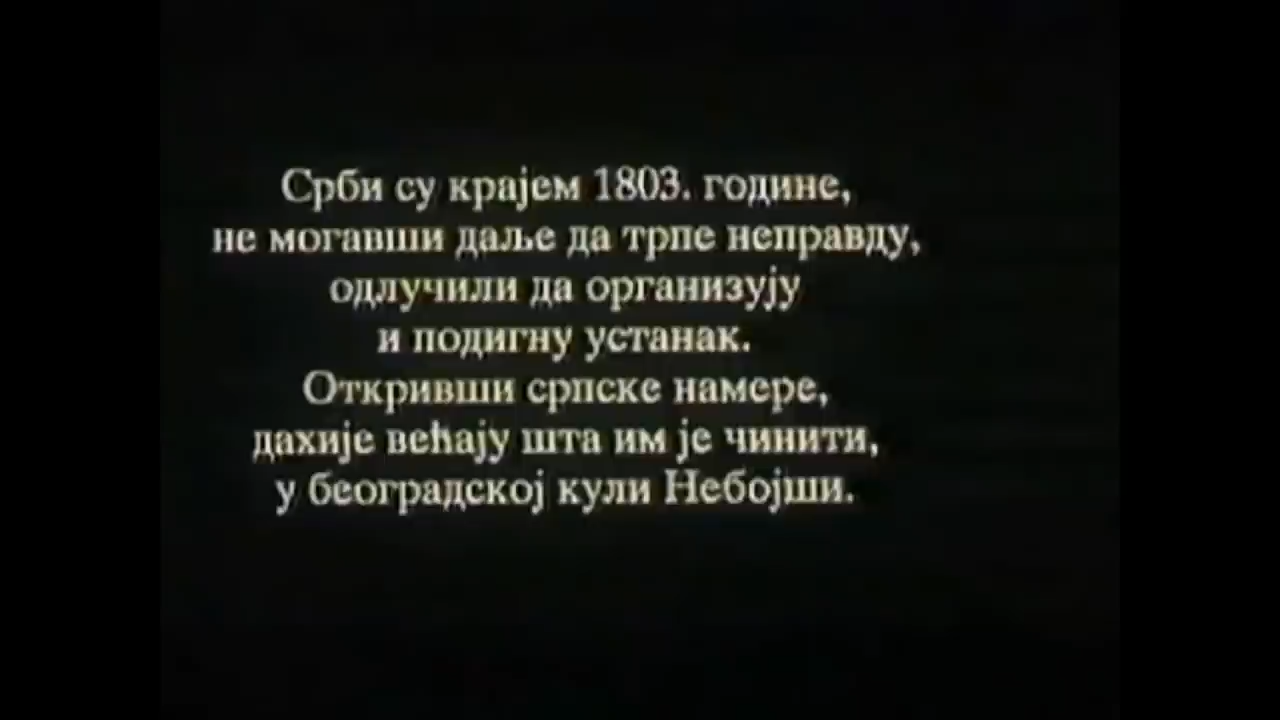 Срби су крајем 1803. године,
не могавши даље да трпе неправду,
одлучили да организују
и подигну устанак.
Откривши српске намере,
дахије већају шта им је чинити,
у београдској кули Небојши.